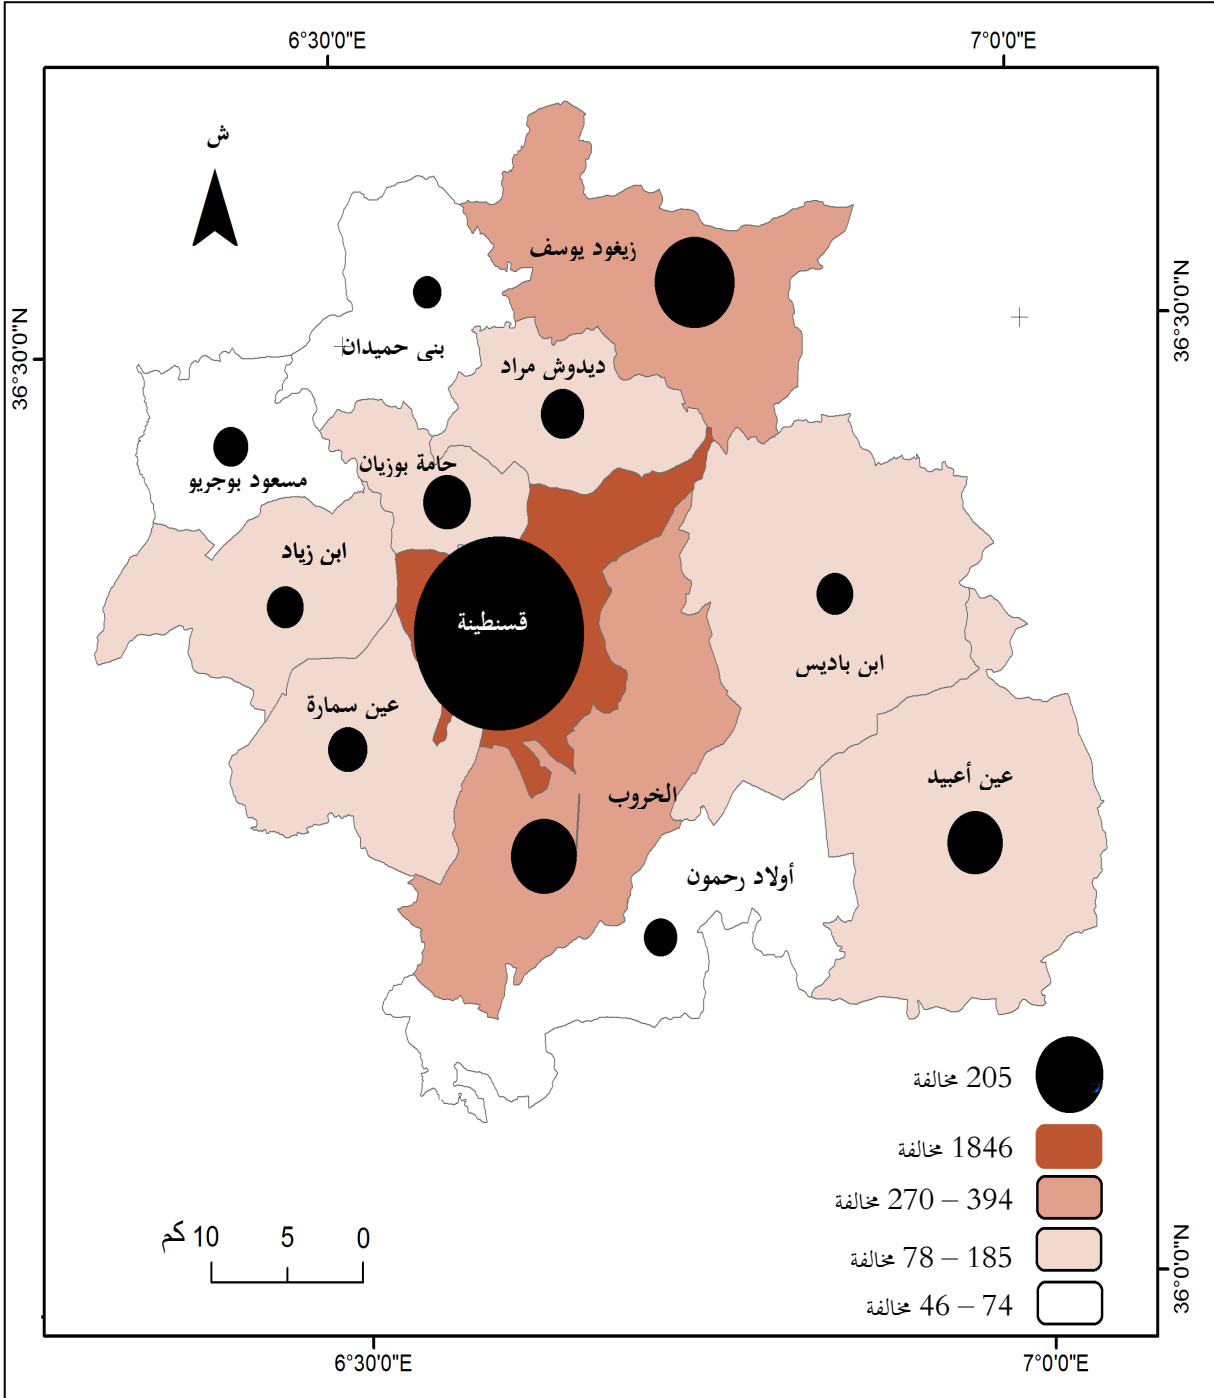 6°30'0"E
7°0'0"E
ش
زيغود يوسف
36°30'0"N
36°30'0"N
بني حميدان
ديدوش مراد
حامة بوزيان
مسعود بوجريو
ابن زياد
قسنطينة
ابن باديس
عين سمارة
عين أعبيد
الخروب
أولاد رحمون
205 مخالفة
1846 مخالفة
270 – 394 مخالفة
78 – 185 مخالفة
46 – 74 مخالفة
10 كم
5
0
36°0'0"N
6°30'0"E
7°0'0"E